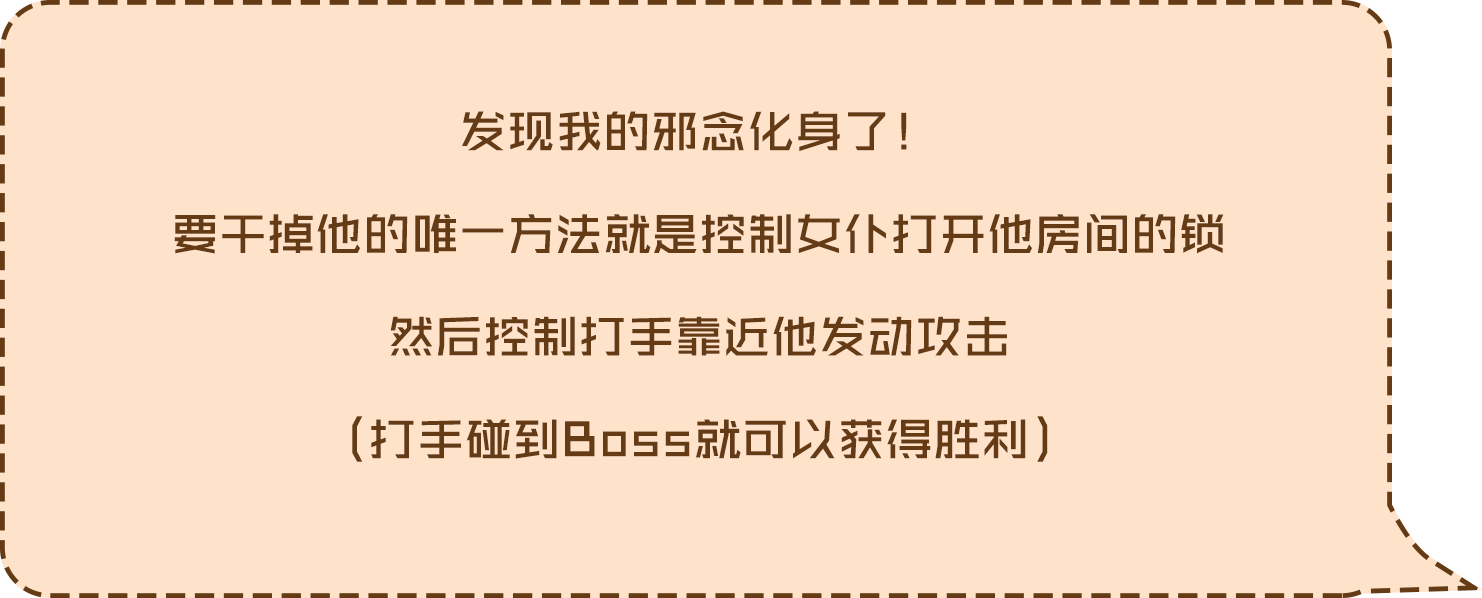 发现我的邪念化身了！
要干掉他的唯一方法就是控制女仆打开他房间的锁
然后控制打手靠近他发动攻击
（打手碰到Boss就可以获得胜利）